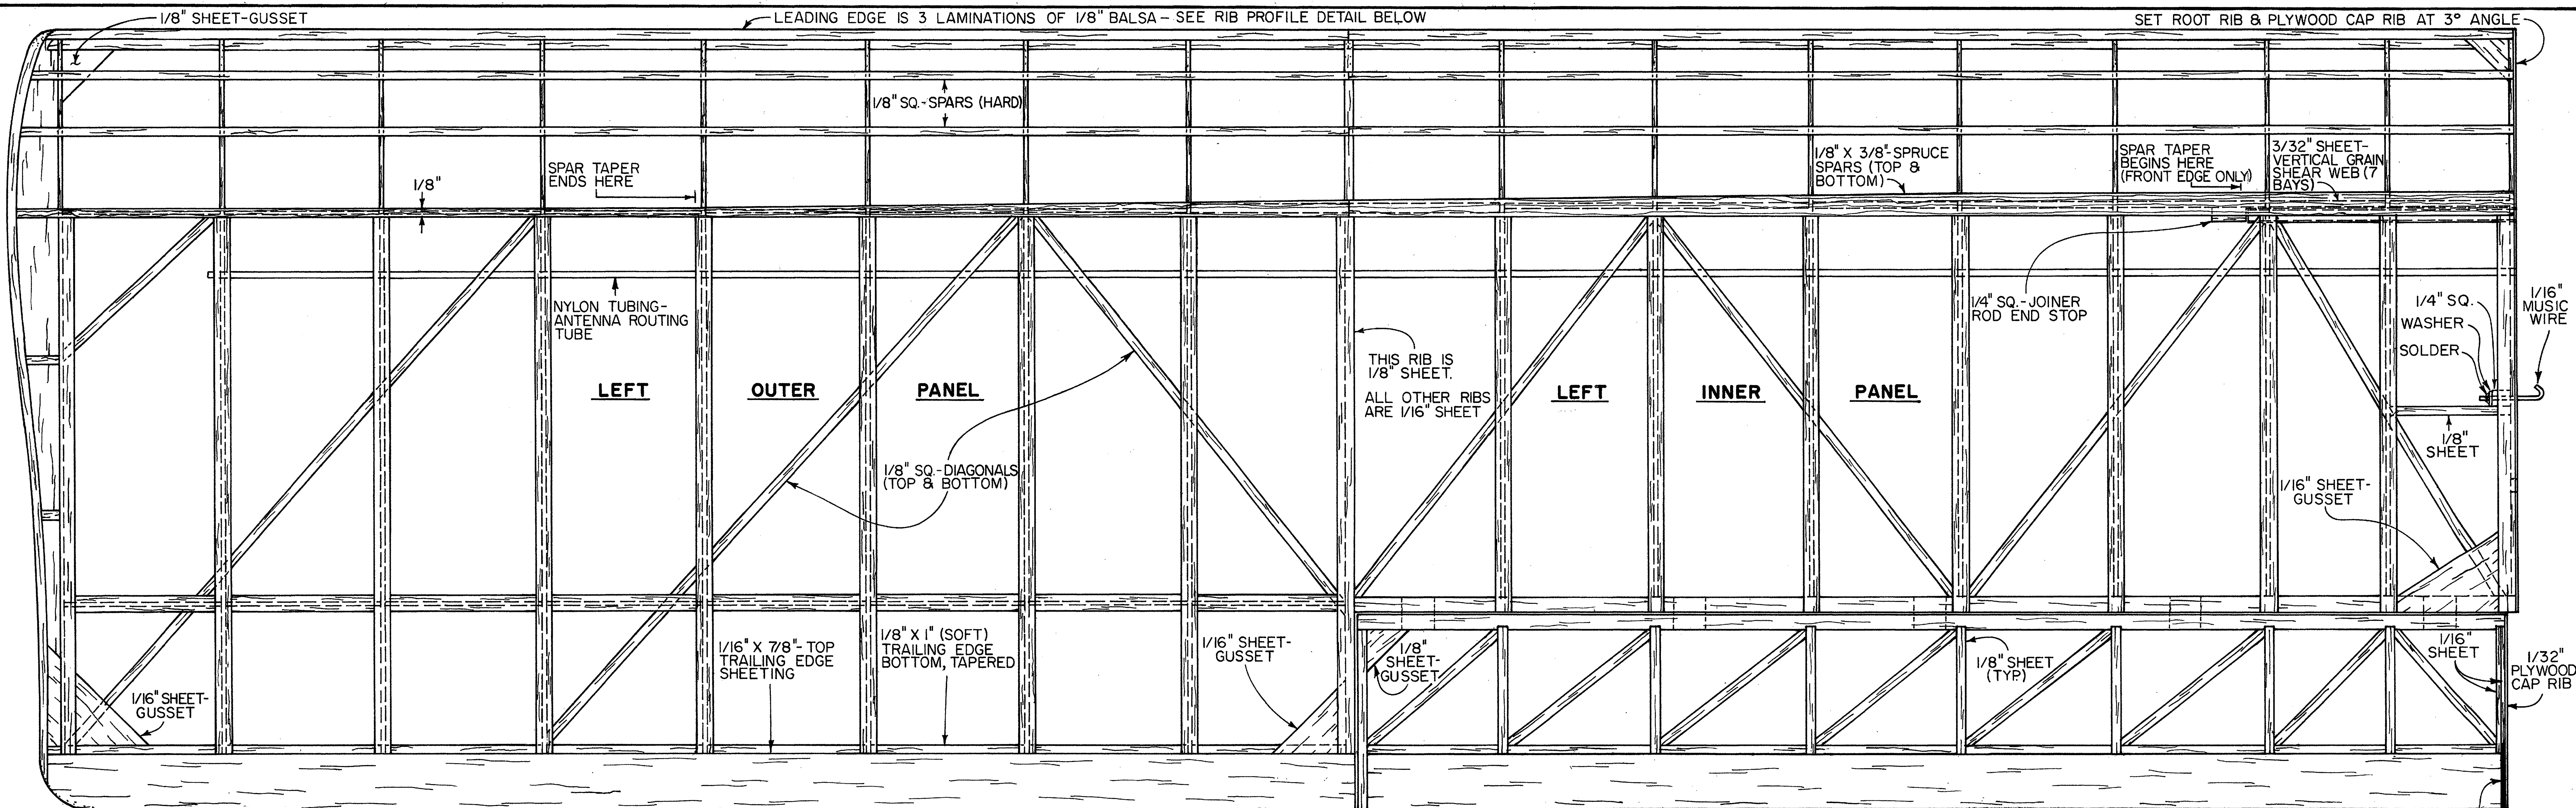 1/8" SHEET-GUSSET
LEADING EDGE IS 3 LAMINATIONS OF 1/8" BALSA - SEE RIB PROFILE DETAIL BELOW
SET ROOT RIB & PLYWOOD CAP RIB AT 3° ANGLE
1/8" SQ.-SPARS (HARD)
SPAR TAPER
ENDS HERE
1/8"
1/8" X 3/8"-SPRUCE
SPARS (TOP &
BOTTOM)
SPAR TAPER
BEGINS HERE
(FRONT EDGE ONLY)
3/32" SHEET-
VERTICAL GRAIN
SHEAR WEB (7
BAYS)
NYLON TUBING-
ANTENNA ROUTING
TUBE
1/4" SQ.-JOINER
ROD END STOP
1/4" SQ.
WASHER
SOLDER
1/16"
MUSIC
WIRE
THIS RIB IS
1/8" SHEET.
ALL OTHER RIBS
ARE 1/16" SHEET
LEFT OUTER PANEL
LEFT INNER PANEL
1/8"
SHEET
1/8" SQ.-DIAGONALS
(TOP & BOTTOM)
1/16" SHEET-
GUSSET
1/16" SHEET-
GUSSET
1/16" X 7/8"- TOP
TRAILING EDGE
SHEETING
1/8" X 1" (SOFT)
TRAILING EDGE
BOTTOM, TAPERED
1/16" SHEET-
GUSSET
1/8"
SHEET-
GUSSET
1/8" SHEET
(TYP)
1/16"
SHEET
1/32"
PLYWOOD
CAP RIB